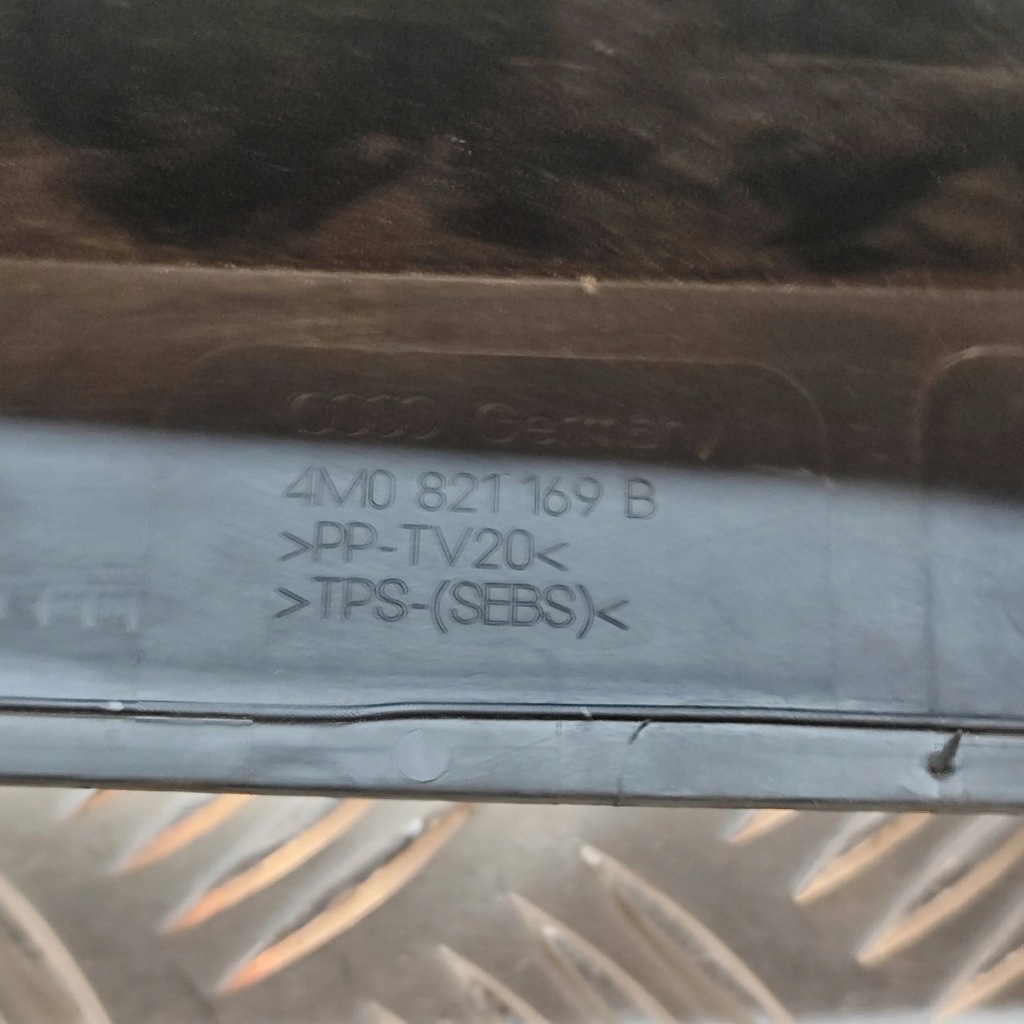 Germany
4M0 821 169 B
>PP-TV20<
>TPS-(SEBS)<